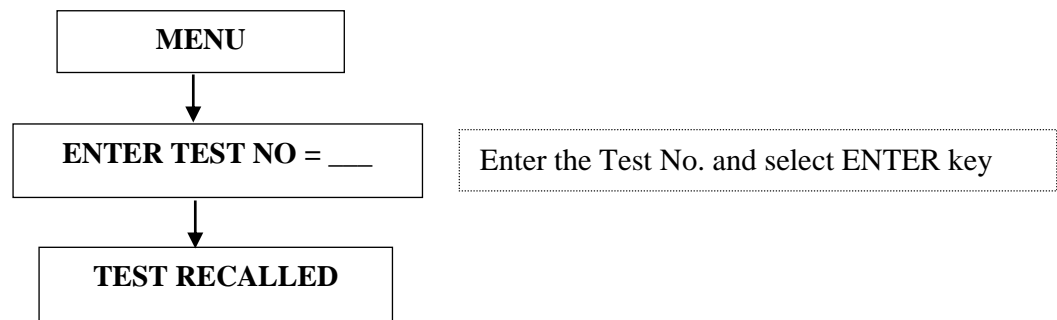 MENU
ENTER TEST NO = ___
Enter the Test No. and select ENTER key
TEST RECALLED